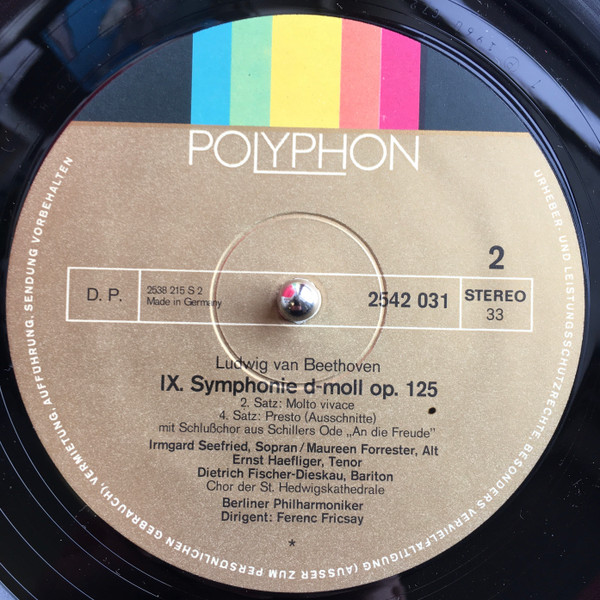 POLYPHON
2
D. P.
2538 215 S 2
Made in Germany
2542 031
STEREO
33
Ludwig van Beethoven
IX. Symphonie d-moll op. 125
2. Satz: Molto vivace
4. Satz: Presto (Ausschnitte)
mit Schlußchor aus Schillers Ode „An die Freude”
Irmgard Seefried, Sopran/Maureen Forrester, Alt
Ernst Haefliger, Tenor
Dietrich Fischer-Dieskau, Bariton
Chor der St. Hedwigskathedrale
Berliner Philharmoniker
Dirigent: Ferenc Fricsay
*
URHEBER- UND LEISTUNGSSCHUTZRECHTE, BESONDERS VERVIELFÄLTIGUNG (AUSSER ZUM PERSÖNLICHEN GEBRAUCH), VERMIETUNG, AUFFÜHRUNG, SENDUNG VORBEHALTEN